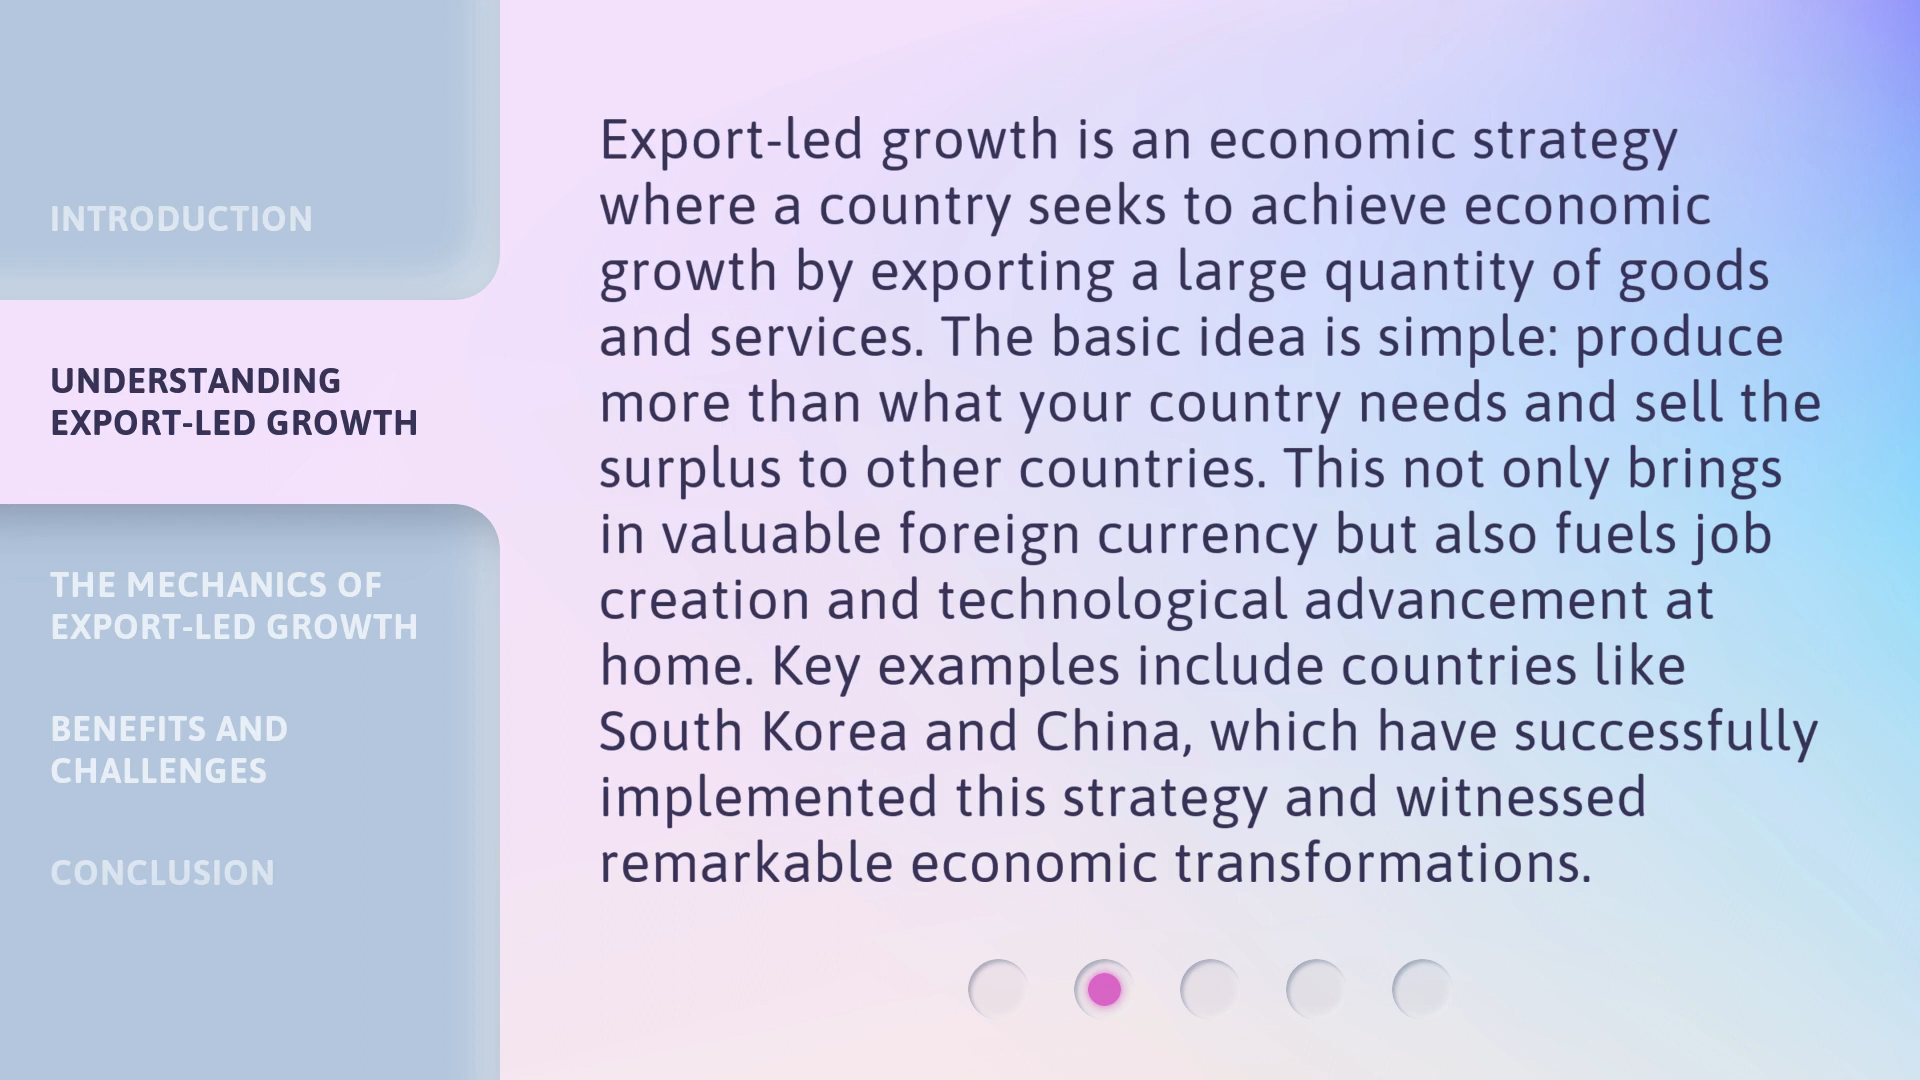 INTRODUCTION
UNDERSTANDING
EXPORT-LED GROWTH
THE MECHANICS OF
EXPORT-LED GROWTH
BENEFITS AND
CHALLENGES
CONCLUSION
Export-led growth is an economic strategy
where a country seeks to achieve economic
growth by exporting a large quantity of goods
and services. The basic idea is simple: produce
more than what your country needs and sell the
surplus to other countries. This not only brings
in valuable foreign currency but also fuels job
creation and technological advancement at
home. Key examples include countries like
South Korea and China, which have successfully
implemented this strategy and witnessed
remarkable economic transformations.